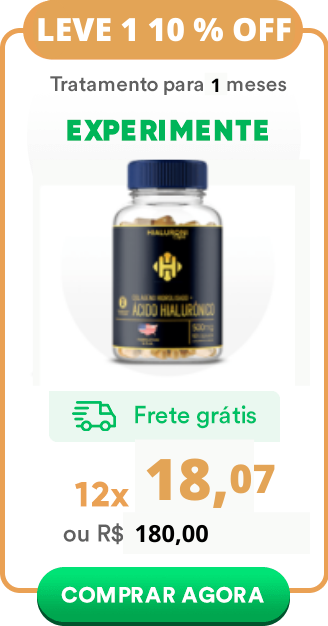 LEVE 1 10 % OFF
Tratamento para 1 meses
EXPERIMENTE
HIALURONI
COLÁGENO HIDROLISADO +
ÁCIDO HIALURÔNICO
500mg
Frete grátis
12x 18,07
ou R$ 180,00
COMPRAR AGORA